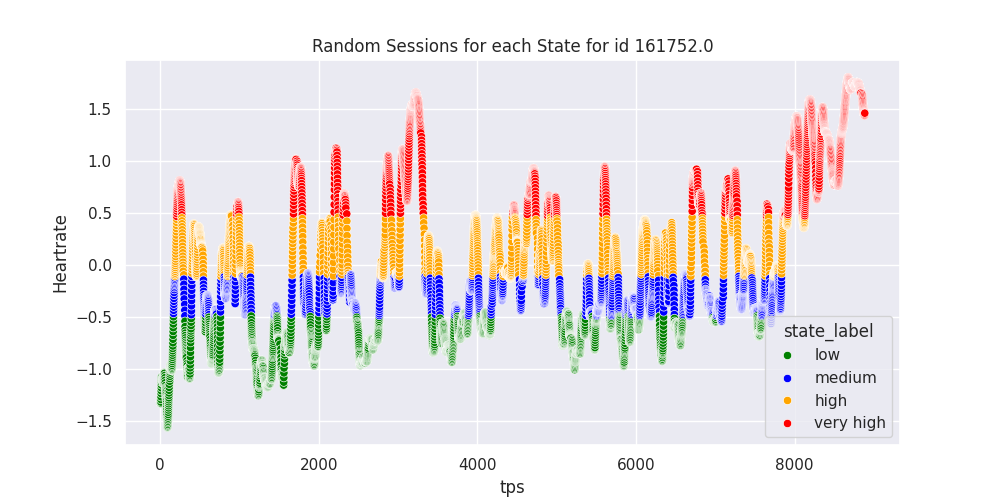 Random Sessions for each State for id 161752.0
Heartrate
1.5
1.0
0.5
0.0
−0.5
−1.0
−1.5
0
2000
4000
6000
8000
tps
state_label
low
medium
high
very high